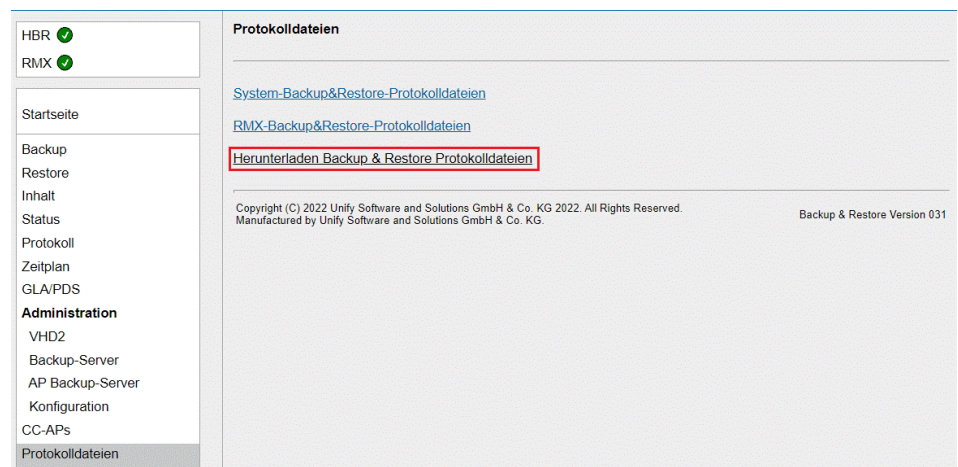 HBR
RMX
Startseite
Backup
Restore
Inhalt
Status
Protokoll
Zeitplan
GLA/PDS
Administration
VHD2
Backup-Server
AP Backup-Server
Konfiguration
CC-APs
Protokolldateien
Protokolldateien
System-Backup&Restore-Protokolldateien
RMX-Backup&Restore-Protokolldateien
Herunterladen Backup & Restore Protokolldateien
Copyright (C) 2022 Unify Software and Solutions GmbH & Co. KG 2022. All Rights Reserved.
Manufactured by Unify Software and Solutions GmbH & Co. KG.
Backup & Restore Version 031